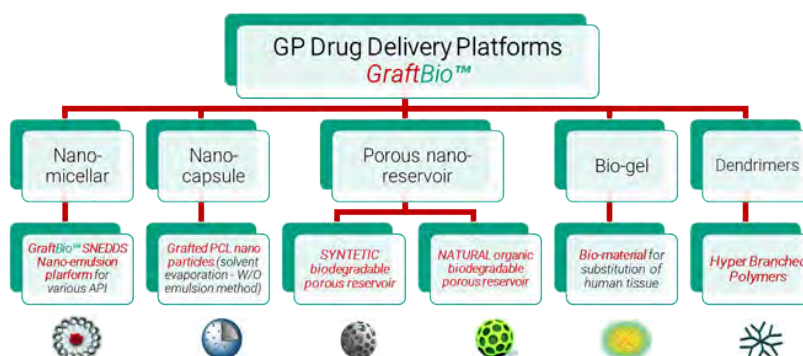 GP Drug Delivery Platforms
GraftBio™
Nano-
micellar
Nano-
capsule
Porous nano-
reservoir
Bio-gel
Dendrimers
GraftBio™ SNEDDS
Nano-emulsion
plarform for
various API
Grafted PCL nano
particles (solvent
evaporation - W/O
emulsion method)
SYNTETIC
biodegradable
porous reservoir
NATURAL organic
biodegradable
porous reservoir
Bio-material for
substitution of
human tissue
Hyper Branched
Polymers